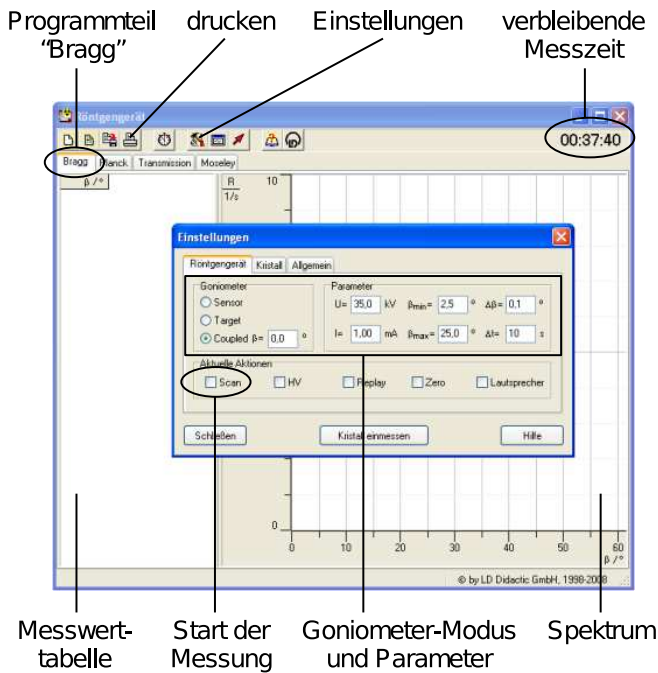 Programmteil drucken Einstellungen verbleibende
“Bragg” Messzeit
Röntgengerät
00:37:40
Bragg Planck Transmission Moseley
β / °
R
1/s
10
Einstellungen
Röntgengerät Kristall Allgemein
Goniometer Parameter
Sensor U= 35,0 kV βmin= 2,5 ° Δβ= 0,1 °
Target
Coupled β= 0,0 ° I= 1,00 mA βmax= 25,0 ° Δt= 10 s
Aktuelle Aktionen
Scan HV Replay Zero Lautsprecher
Schließen Kristall einmessen Hilfe
0
0 10 20 30 40 50 60
β / °
© by LD Didactic GmbH, 1998-2008
Messwert- Start der Goniometer-Modus Spektrum
tabelle Messung und Parameter